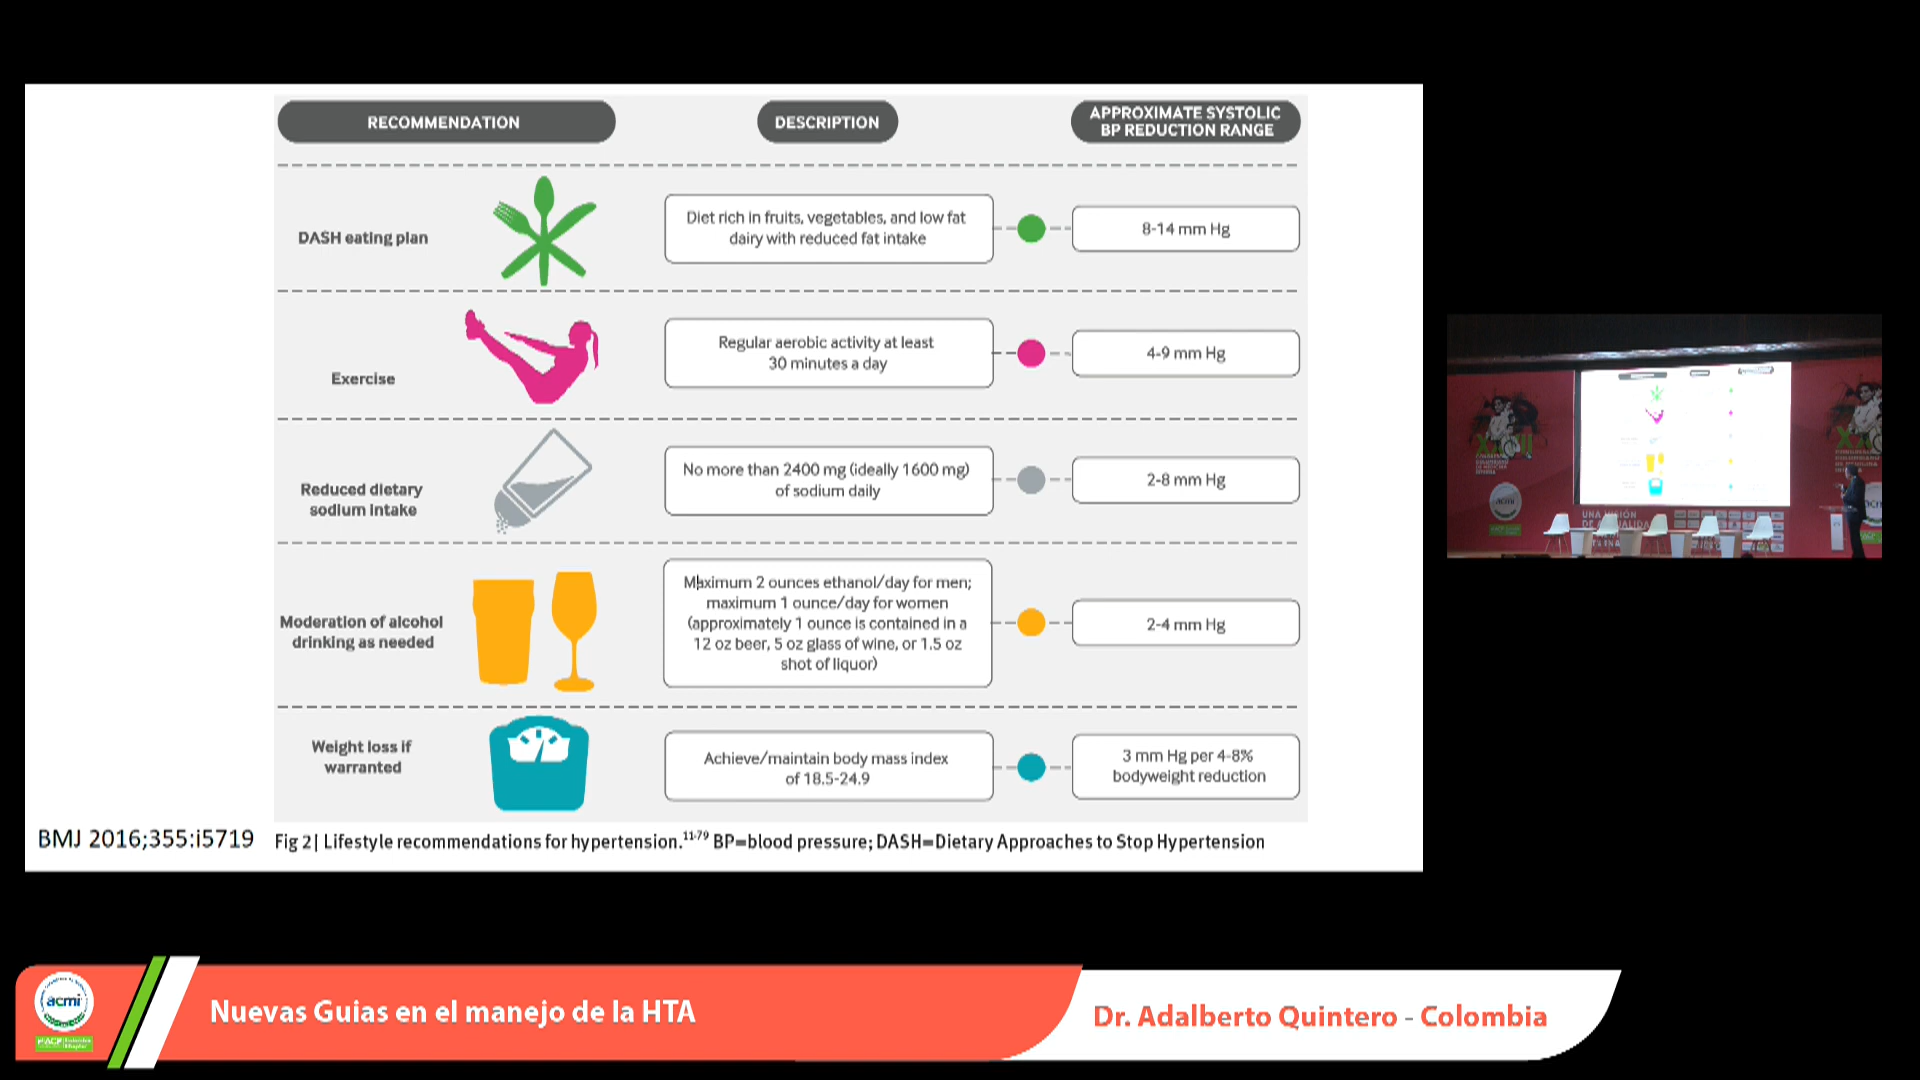 RECOMMENDATION
DESCRIPTION
APPROXIMATE SYSTOLIC
BP REDUCTION RANGE
DASH eating plan
Diet rich in fruits, vegetables, and low fat
dairy with reduced fat intake
8-14 mm Hg
Exercise
Regular aerobic activity at least
30 minutes a day
4-9 mm Hg
Reduced dietary
sodium intake
No more than 2400 mg (ideally 1600 mg)
of sodium daily
2-8 mm Hg
Moderation of alcohol
drinking as needed
Maximum 2 ounces ethanol/day for men;
maximum 1 ounce/day for women
(approximately 1 ounce is contained in a
12 oz beer, 5 oz glass of wine, or 1.5 oz
shot of liquor)
2-4 mm Hg
Weight loss if
warranted
Achieve/maintain body mass index
of 18.5-24.9
3 mm Hg per 4-8%
bodyweight reduction
BMJ 2016;355:i5719
Fig 2| Lifestyle recommendations for hypertension.11-79 BP=blood pressure; DASH=Dietary Approaches to Stop Hypertension
acmi
UNA VISIÓN
acmi
Nuevas Guias en el manejo de la HTA
Dr. Adalberto Quintero - Colombia